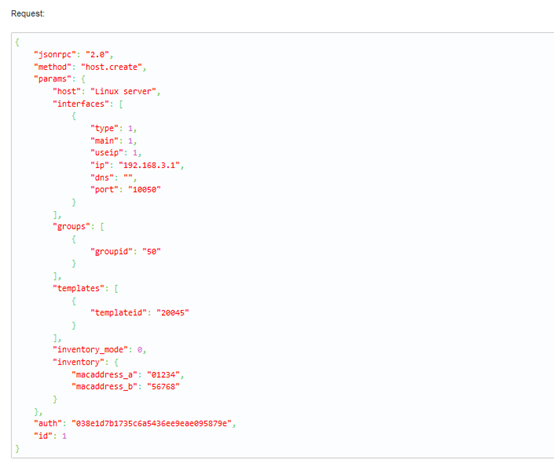 Request:
{
"jsonrpc": "2.0",
"method": "host.create",
"params": {
"host": "Linux server",
"interfaces": [
{
"type": 1,
"main": 1,
"useip": 1,
"ip": "192.168.3.1",
"dns": "",
"port": "10050"
}
],
"groups": [
{
"groupid": "50"
}
],
"templates": [
{
"templateid": "20045"
}
],
"inventory_mode": 0,
"inventory": {
"macaddress_a": "01234",
"macaddress_b": "56768"
}
},
"auth": "038e1d7b1735c6a5436ee9eae095879e",
"id": 1
}